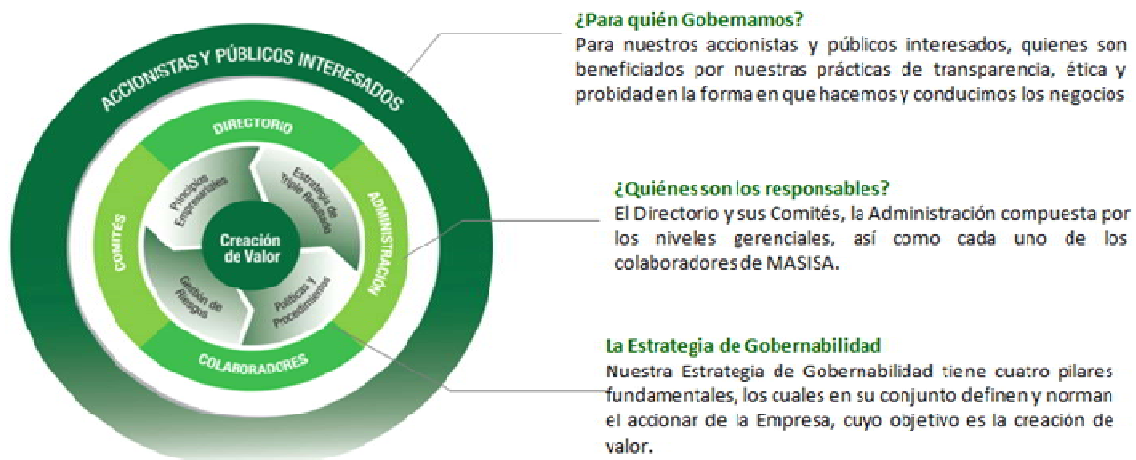 ACCIONISTAS Y PÚBLICOS INTERESADOS
DIRECTORIO
ADMINISTRACIÓN
COLABORADORES
COMITÉS
Principios
Empresariales
Estrategia de
Triple Resultado
Políticas y
Procedimientos
Gestión de
Riesgos
Creación
de Valor
¿Para quién Gobernamos?
Para nuestros accionistas y públicos interesados, quienes son
beneficiados por nuestras prácticas de transparencia, ética y
probidad en la forma en que hacemos y conducimos los negocios
¿Quiénes son los responsables?
El Directorio y sus Comités, la Administración compuesta por
los niveles gerenciales, así como cada uno de los
colaboradores de MASISA.
La Estrategia de Gobernabilidad
Nuestra Estrategia de Gobernabilidad tiene cuatro pilares
fundamentales, los cuales en su conjunto definen y norman
el accionar de la Empresa, cuyo objetivo es la creación de
valor.